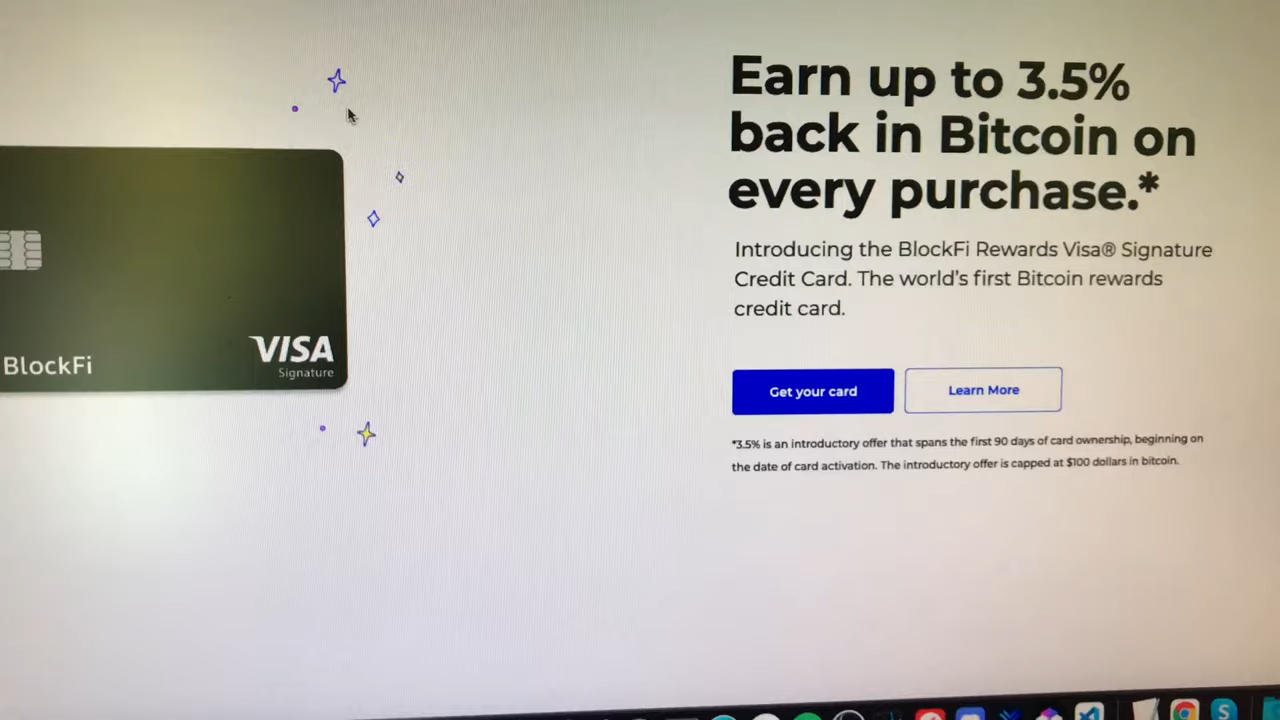 Earn up to 3.5%
back in Bitcoin on
every purchase.*
Introducing the BlockFi Rewards Visa® Signature
Credit Card. The world's first Bitcoin rewards
credit card.
Get your card
Learn More
*3.5% is an introductory offer that spans the first 90 days of card ownership, beginning on
the date of card activation. The introductory offer is capped at $100 dollars in bitcoin.
BlockFi
VISA
Signature